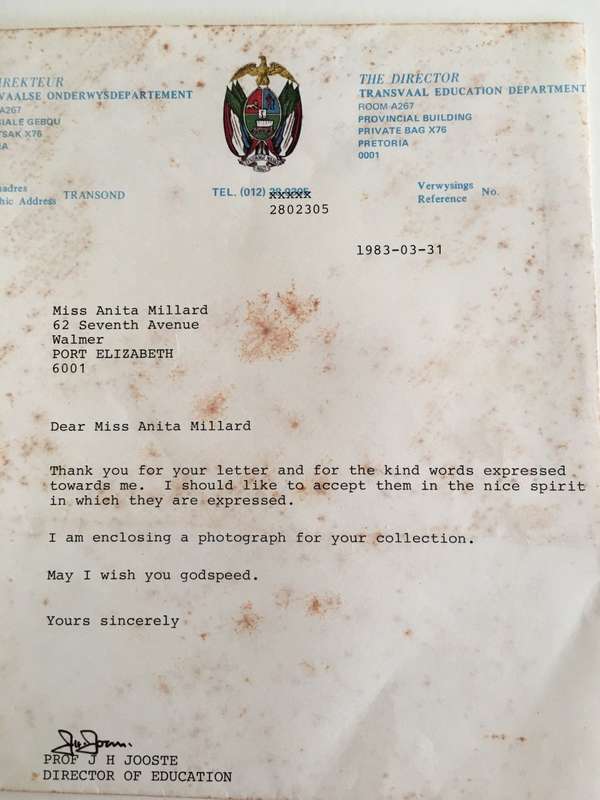 IREKTEUR
VAALSE ONDERWYSDEPARTEMENT
A267
SIALE GEBOU
TSAK X76
IA
THE DIRECTOR
TRANSVAAL EDUCATION DEPARTMENT
ROOM A267
PROVINCIAL BUILDING
PRIVATE BAG X76
PRETORIA
0001
adres
hic Address TRANSOND
TEL. (012)
2802305
Verwysings
Reference No.
1983-03-31
Miss Anita Millard
62 Seventh Avenue
Walmer
PORT ELIZABETH
6001
Dear Miss Anita Millard
Thank you for your letter and for the kind words expressed
towards me. I should like to accept them in the nice spirit
in which they are expressed.
I am enclosing a photograph for your collection.
May I wish you godspeed.
Yours sincerely
PROF J H JOOSTE
DIRECTOR OF EDUCATION